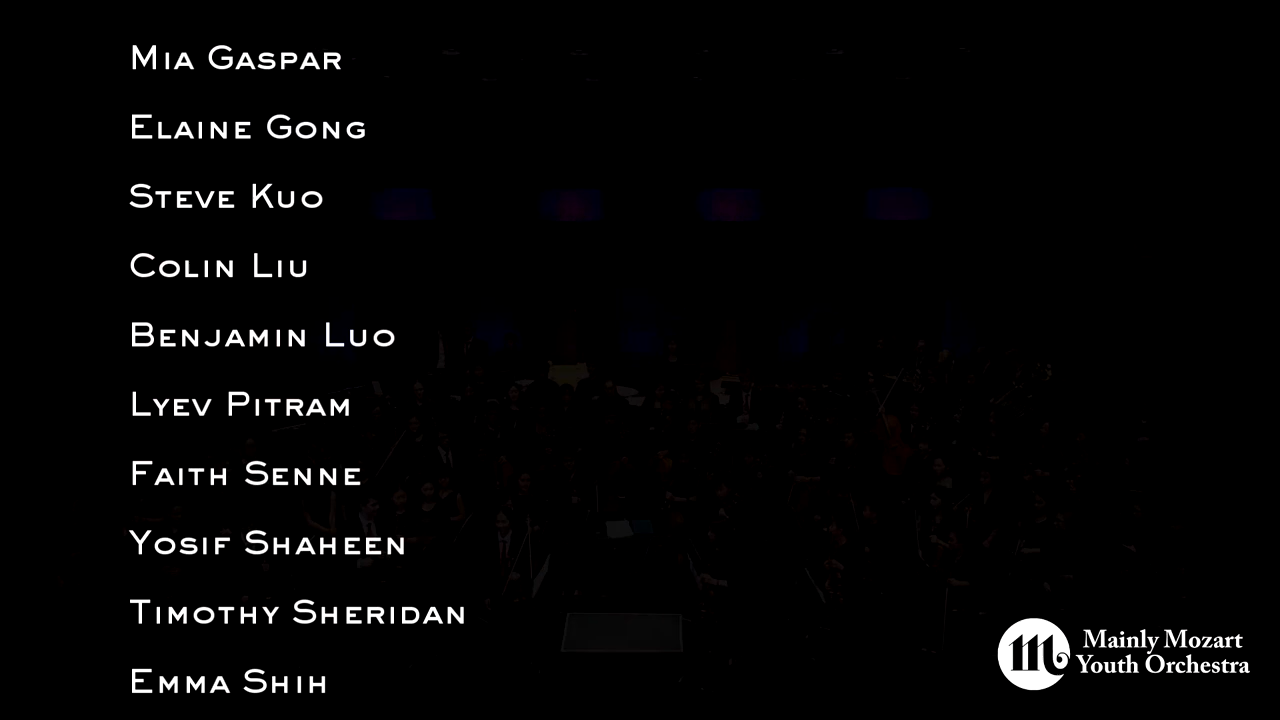 Mia Gaspar
Elaine Gong
Steve Kuo
Colin Liu
Benjamin Luo
Lyev Pitram
Faith Senne
Yosif Shaheen
Timothy Sheridan
Emma Shih
m Mainly Mozart
Youth Orchestra